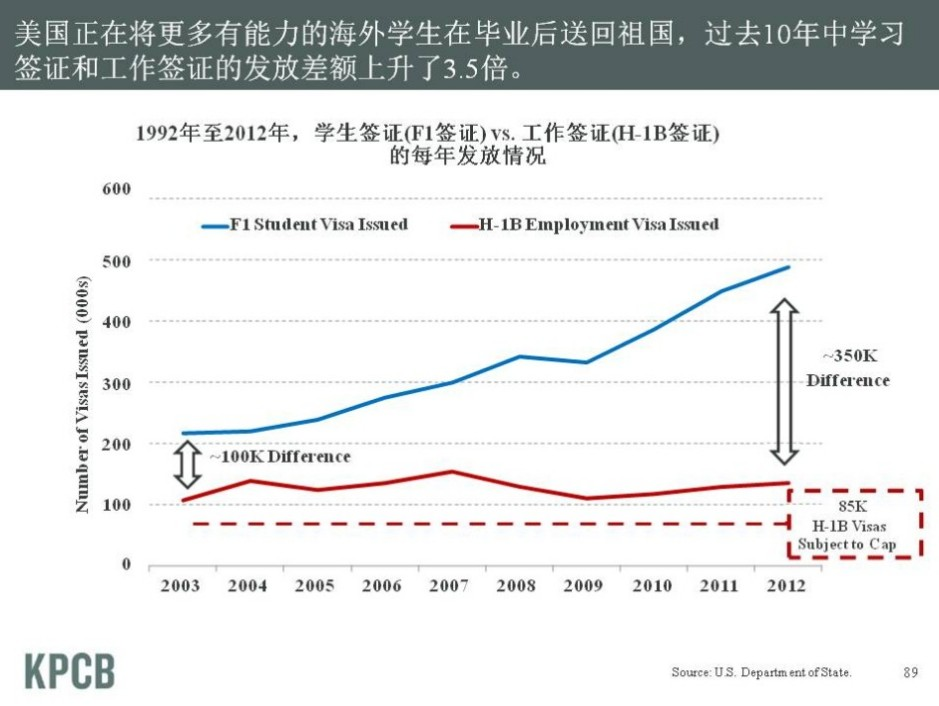 美国正在将更多有能力的海外学生在毕业后送回祖国，过去10年中学习
签证和工作签证的发放差额上升了3.5倍。
1992年至2012年，学生签证(F1签证) vs. 工作签证(H-1B签证)
的每年发放情况
600
F1 Student Visa Issued
H-1B Employment Visa Issued
500
400
300
200
100
0
Number of Visas Issued (000s)
~350K
Difference
~100K Difference
85K
H-1B Visas
Subject to Cap
2003 2004 2005 2006 2007 2008 2009 2010 2011 2012
KPCB
Source: U.S. Department of State.
89